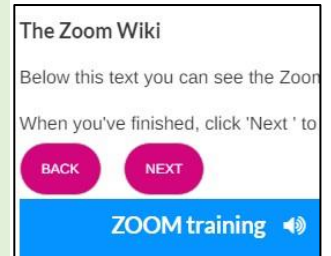 The Zoom Wiki
Below this text you can see the Zoom
When you've finished, click 'Next ' to
BACK NEXT
ZOOM training